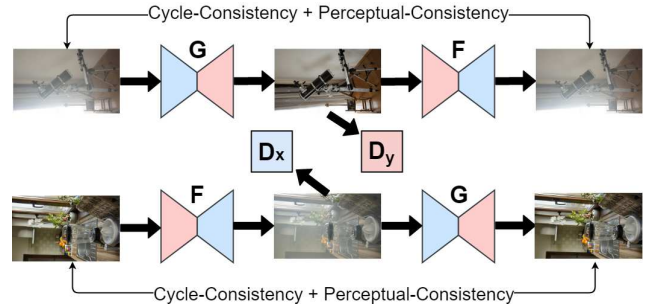 Cycle-Consistency + Perceptual-Consistency
G
F
Dx
Dy
F
G
Cycle-Consistency + Perceptual-Consistency